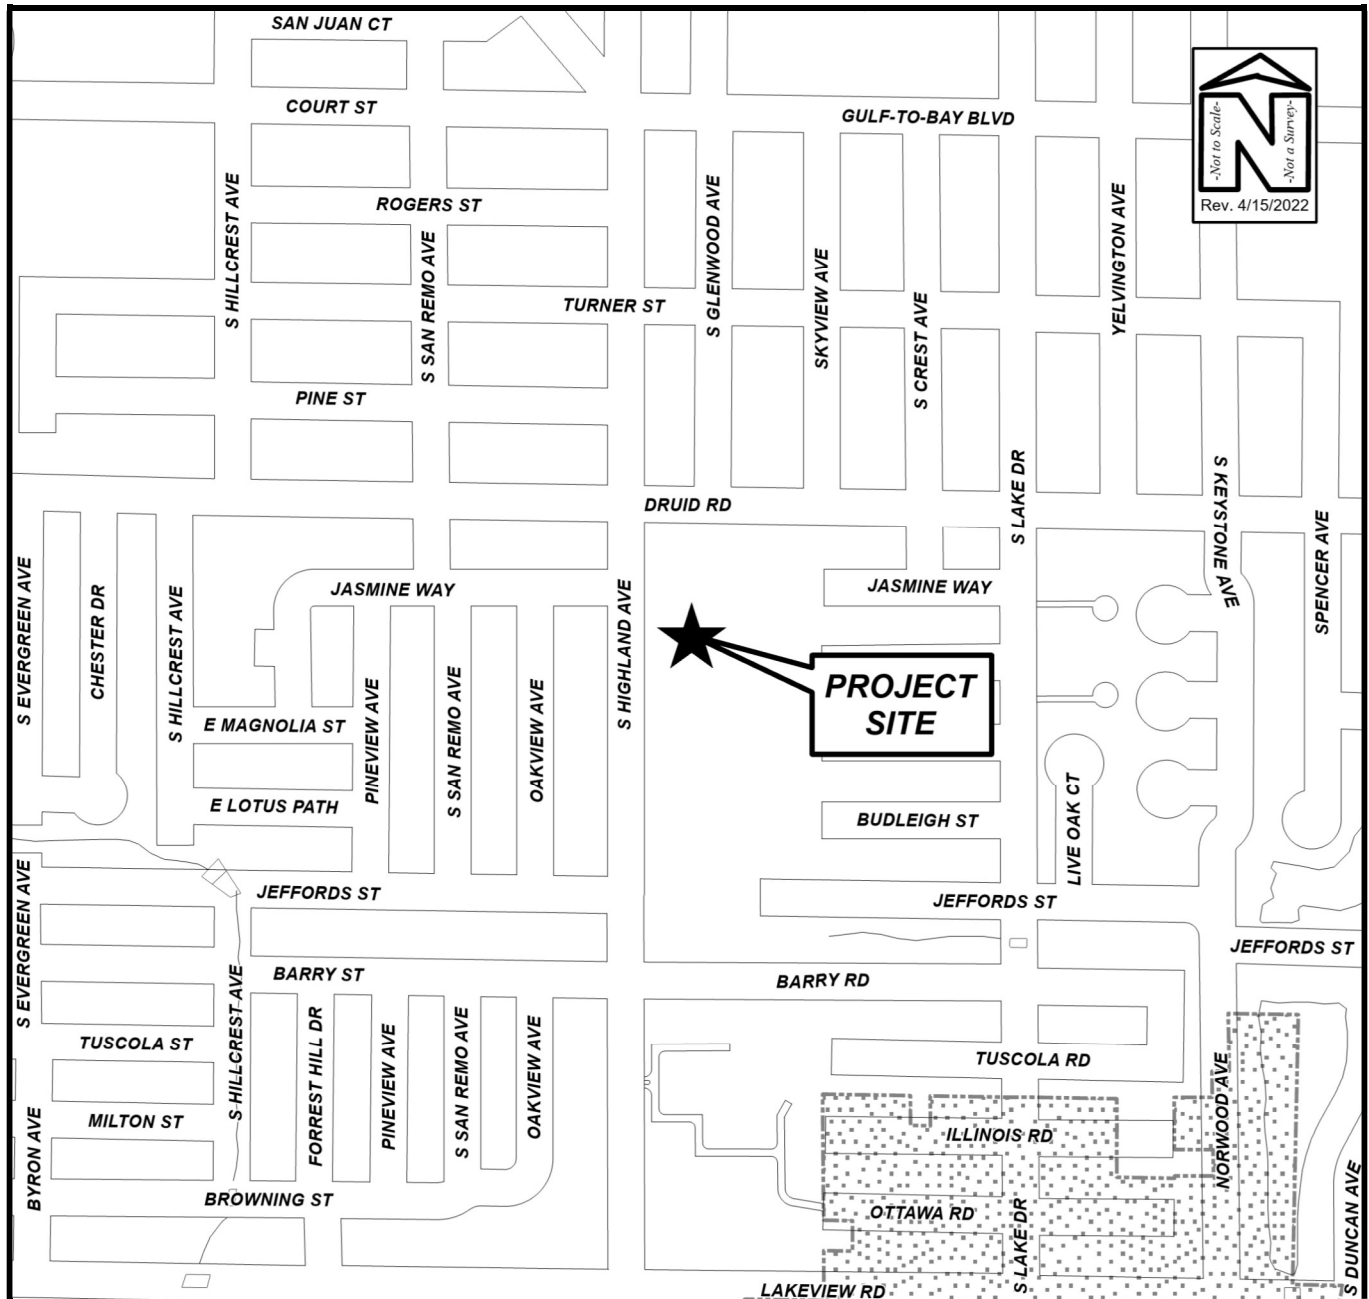 SAN JUAN CT
COURT ST
GULF-TO-BAY BLVD
-Not to Scale-
N
-Not a Survey-
Rev. 4/15/2022
S HILLCREST AVE
ROGERS ST
S SAN REMO AVE
S GLENWOOD AVE
SKYVIEW AVE
YELVINGTON AVE
TURNER ST
S CREST AVE
PINE ST
DRUID RD
S LAKE DR
S KEYSTONE AVE
SPENCER AVE
S EVERGREEN AVE
CHESTER DR
S HILLCREST AVE
JASMINE WAY
S HIGHLAND AVE
JASMINE WAY
PROJECT
SITE
E MAGNOLIA ST
PINEVIEW AVE
S SAN REMO AVE
OAKVIEW AVE
E LOTUS PATH
BUDLEIGH ST
LIVE OAK CT
JEFFORDS ST
JEFFORDS ST
JEFFORDS ST
S EVERGREEN AVE
BARRY ST
BARRY RD
S HILLCREST AVE
FORREST HILL DR
PINEVIEW AVE
S SAN REMO AVE
OAKVIEW AVE
TUSCOLA ST
TUSCOLA RD
MILTON ST
ILLINOIS RD
NORWOOD AVE
BYRON AVE
BROWNING ST
OTTAWA RD
S LAKE DR
S DUNCAN AVE
LAKEVIEW RD